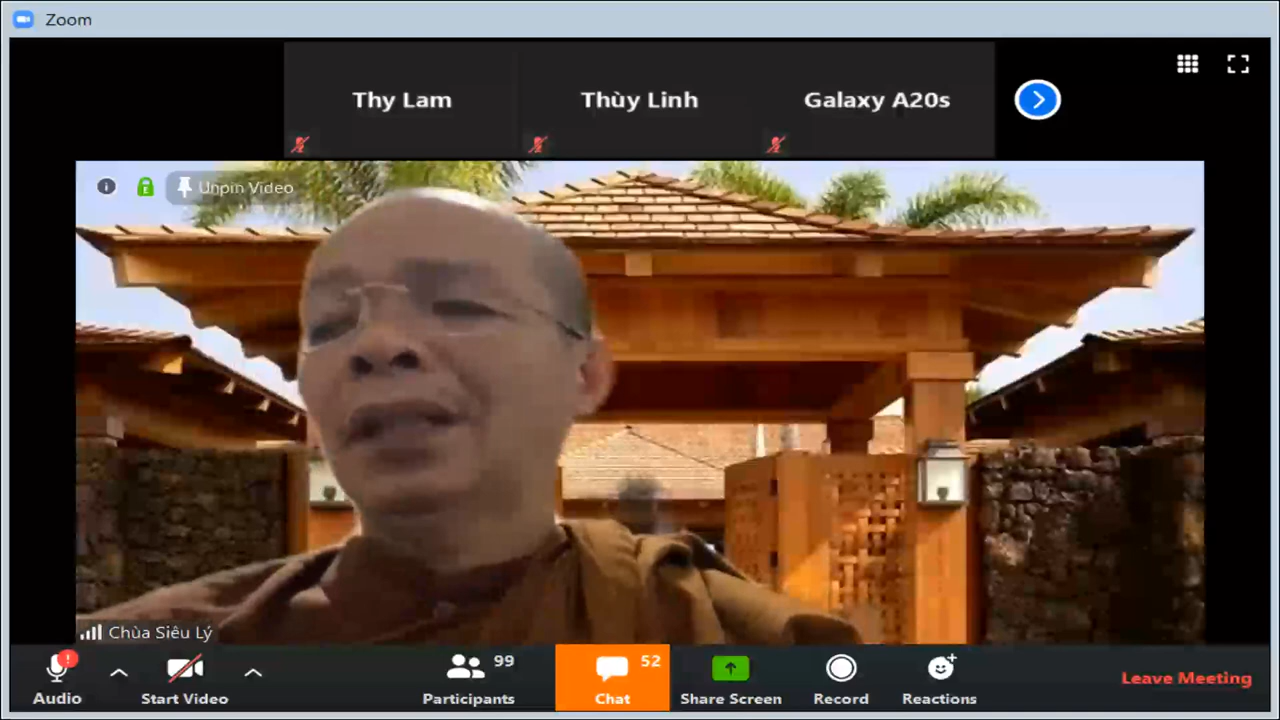 Zoom
Thy Lam
Thùy Linh
Galaxy A20s
Unpin Video
Chùa Siêu Lý
99
52
Audio
Start Video
Participants
Chat
Share Screen
Record
Reactions
Leave Meeting